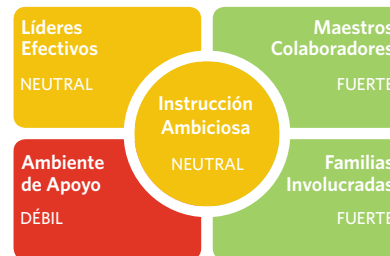 Líderes
Efectivos
NEUTRAL
Maestros
Colaboradores
FUERTE
Instrucción
Ambiciosa
NEUTRAL
Ambiente
de Apoyo
DÉBIL
Familias
Involucradas
FUERTE